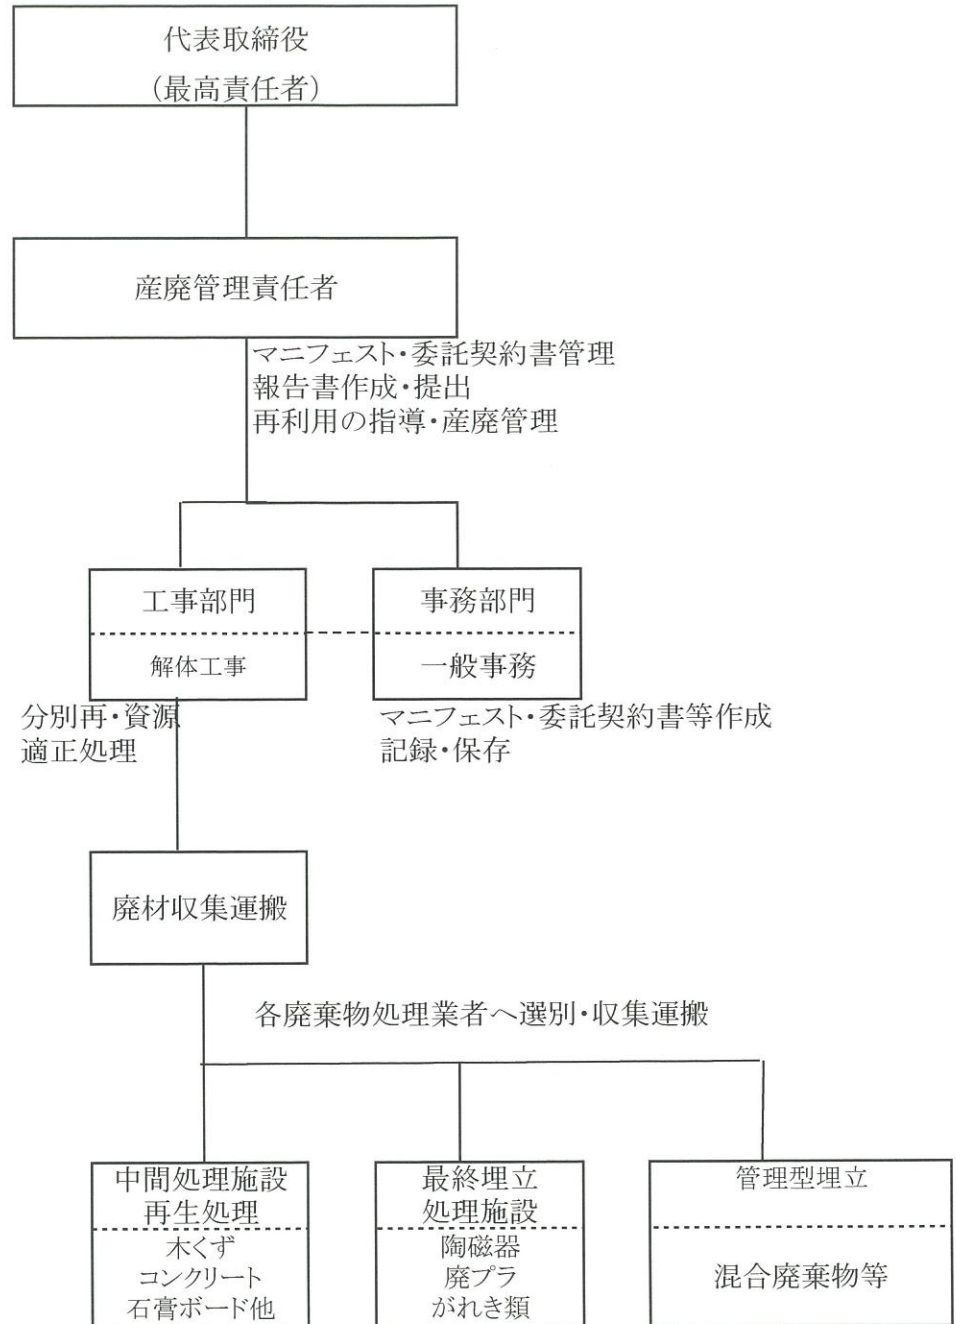 代表取締役
(最高責任者)
産廃管理責任者
マニフェスト・委託契約書管理
報告書作成・提出
再利用の指導・産廃管理
工事部門
解体工事
事務部門
一般事務
分別再・資源
適正処理
マニフェスト・委託契約書等作成
記録・保存
廃材収集運搬
各廃棄物処理業者へ選別・収集運搬
中間処理施設
再生処理
木くず
コンクリート
石膏ボード他
最終埋立
処理施設
陶磁器
廃プラ
がれき類
管理型埋立
混合廃棄物等